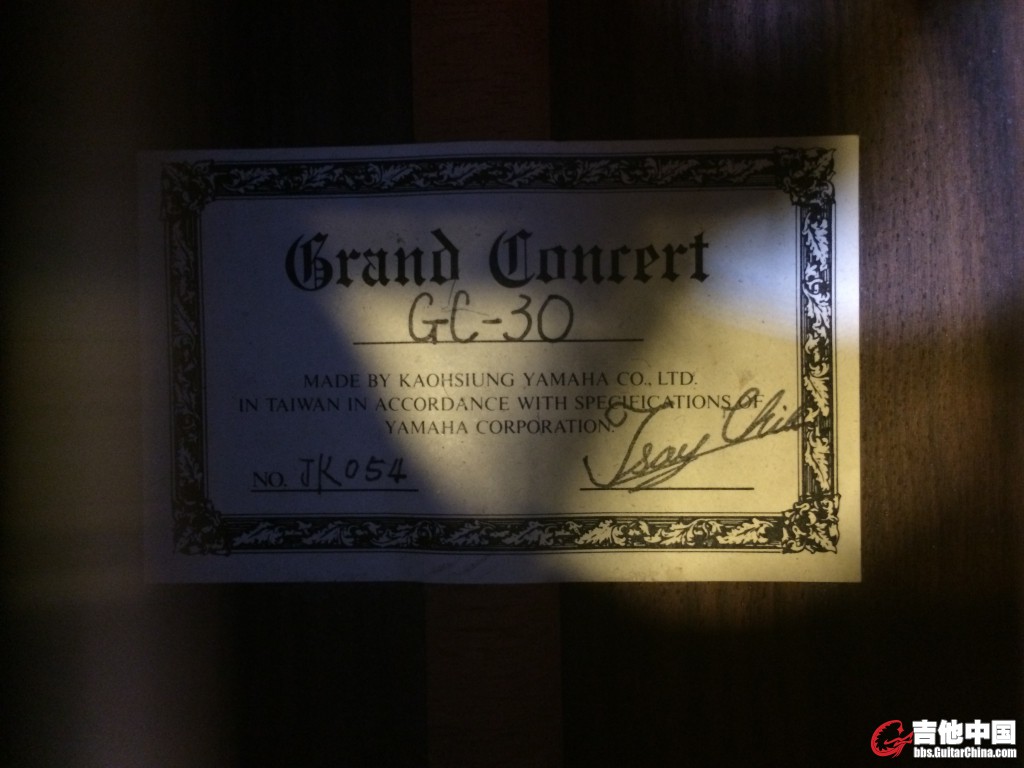 Grand Concert
GC-30
MADE BY KAOHSIUNG YAMAHA CO., LTD.
IN TAIWAN IN ACCORDANCE WITH SPECIFICATIONS OF
YAMAHA CORPORATION.
NO. JK054
Tsay
吉他中国
bbs.GuitarChina.com